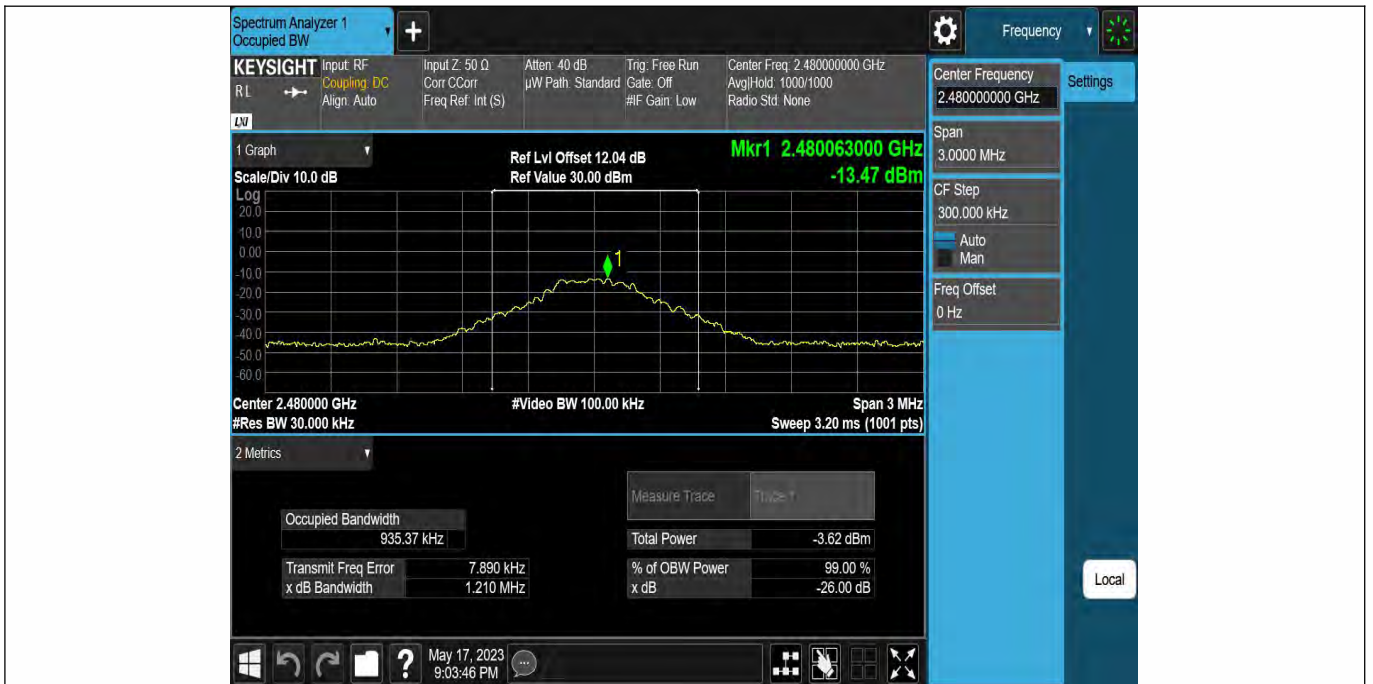 Spectrum Analyzer 1
Occupied BW
+
Frequency
KEYSIGHT
RL
LXI
Input: RF
Coupling: DC
Align: Auto
Input Z: 50 Ω
Corr CCorr
Freq Ref: Int (S)
Atten: 40 dB
µW Path: Standard
Trig: Free Run
Gate: Off
#IF Gain: Low
Center Freq: 2.480000000 GHz
Avg|Hold: 1000/1000
Radio Std: None
Center Frequency
2.480000000 GHz
Settings
Span
3.0000 MHz
CF Step
300.000 kHz
Auto
Man
Freq Offset
0 Hz
1 Graph
Scale/Div 10.0 dB
Ref Lvl Offset 12.04 dB
Ref Value 30.00 dBm
Mkr1 2.480063000 GHz
-13.47 dBm
Log
20.0
10.0
0.00
-10.0
-20.0
-30.0
-40.0
-50.0
-60.0
1
Center 2.480000 GHz
#Video BW 100.00 kHz
Span 3 MHz
#Res BW 30.000 kHz
Sweep 3.20 ms (1001 pts)
2 Metrics
Measure Trace
Trace 1
Occupied Bandwidth
935.37 kHz
Total Power
-3.62 dBm
Transmit Freq Error
7.890 kHz
% of OBW Power
99.00 %
x dB Bandwidth
1.210 MHz
x dB
-26.00 dB
Local
?
May 17, 2023
9:03:46 PM